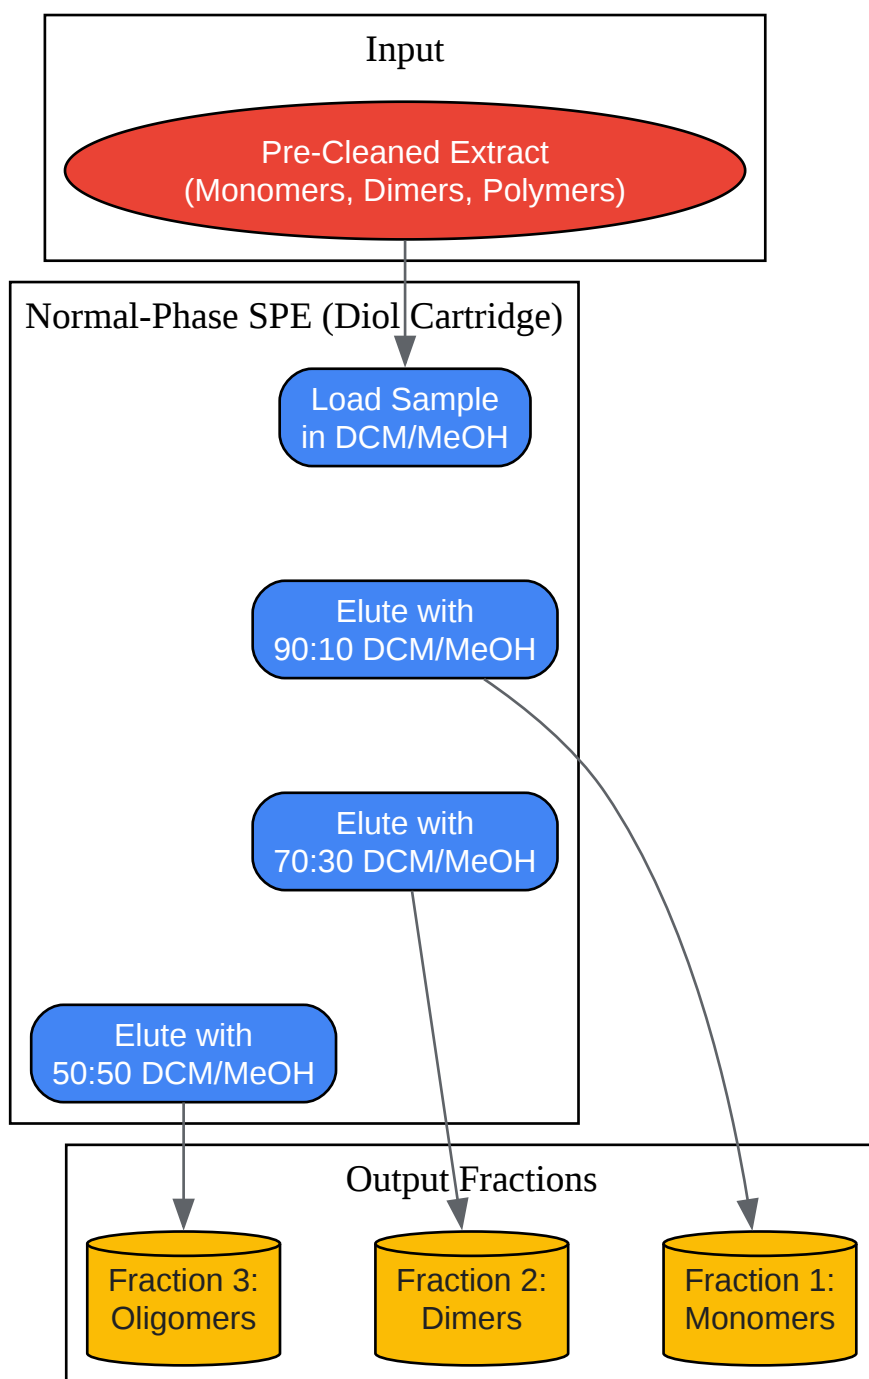 Input
Pre-Cleaned Extract
(Monomers, Dimers, Polymers)
Normal-Phase SPE (Diol Cartridge)
Load Sample
in DCM/MeOH
Elute with
90:10 DCM/MeOH
Elute with
70:30 DCM/MeOH
Elute with
50:50 DCM/MeOH
Output Fractions
Fraction 3:
Oligomers
Fraction 2:
Dimers
Fraction 1:
Monomers